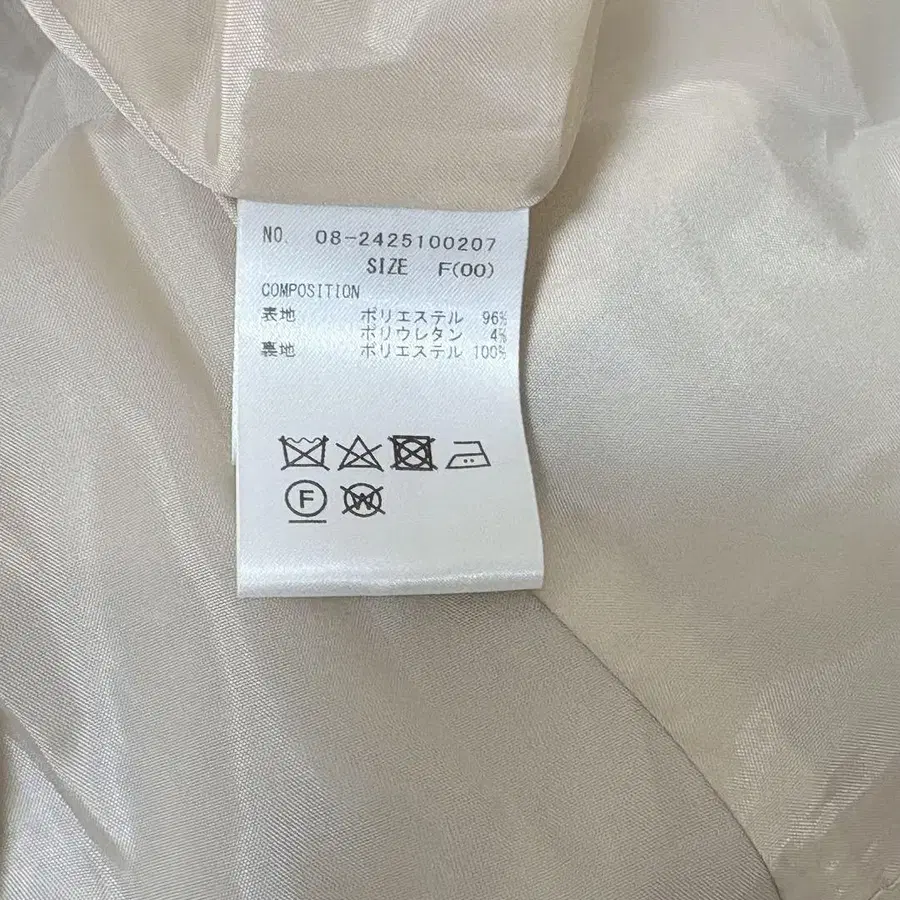 NO. 08-2425100207
SIZE F(00)
COMPOSITION
表地 ポリエステル 96%
ポリウレタン 4%
裏地 ポリエステル 100%
F
W